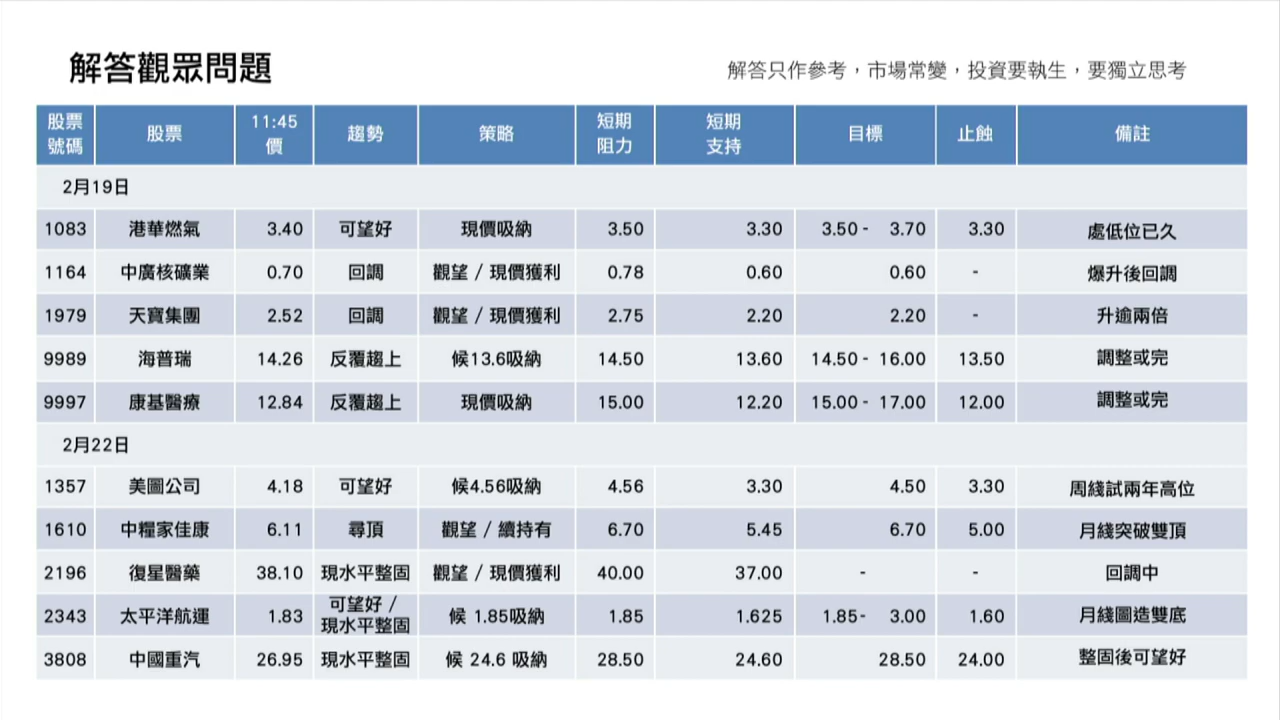 解答觀眾問題
解答只作參考，市場常變，投資要執生，要獨立思考
股票號碼 股票 11:45價 趨勢 策略 短期阻力 短期支持 目標 止蝕 備註
2月19日
1083 港華燃氣 3.40 可望好 現價吸納 3.50 3.30 3.50 - 3.70 3.30 處低位已久
1164 中廣核礦業 0.70 回調 觀望 / 現價獲利 0.78 0.60 0.60 - 爆升後回調
1979 天寶集團 2.52 回調 觀望 / 現價獲利 2.75 2.20 2.20 - 升逾兩倍
9989 海普瑞 14.26 反覆趨上 候13.6吸納 14.50 13.60 14.50 - 16.00 13.50 調整或完
9997 康基醫療 12.84 反覆趨上 現價吸納 15.00 12.20 15.00 - 17.00 12.00 調整或完
2月22日
1357 美圖公司 4.18 可望好 候4.56吸納 4.56 3.30 4.50 3.30 周綫試兩年高位
1610 中糧家佳康 6.11 尋頂 觀望 / 續持有 6.70 5.45 6.70 5.00 月綫突破雙頂
2196 復星醫藥 38.10 現水平整固 觀望 / 現價獲利 40.00 37.00 - - 回調中
2343 太平洋航運 1.83 可望好 / 現水平整固 候 1.85吸納 1.85 1.625 1.85- 3.00 1.60 月綫圖造雙底
3808 中國重汽 26.95 現水平整固 候 24.6 吸納 28.50 24.60 28.50 24.00 整固後可望好